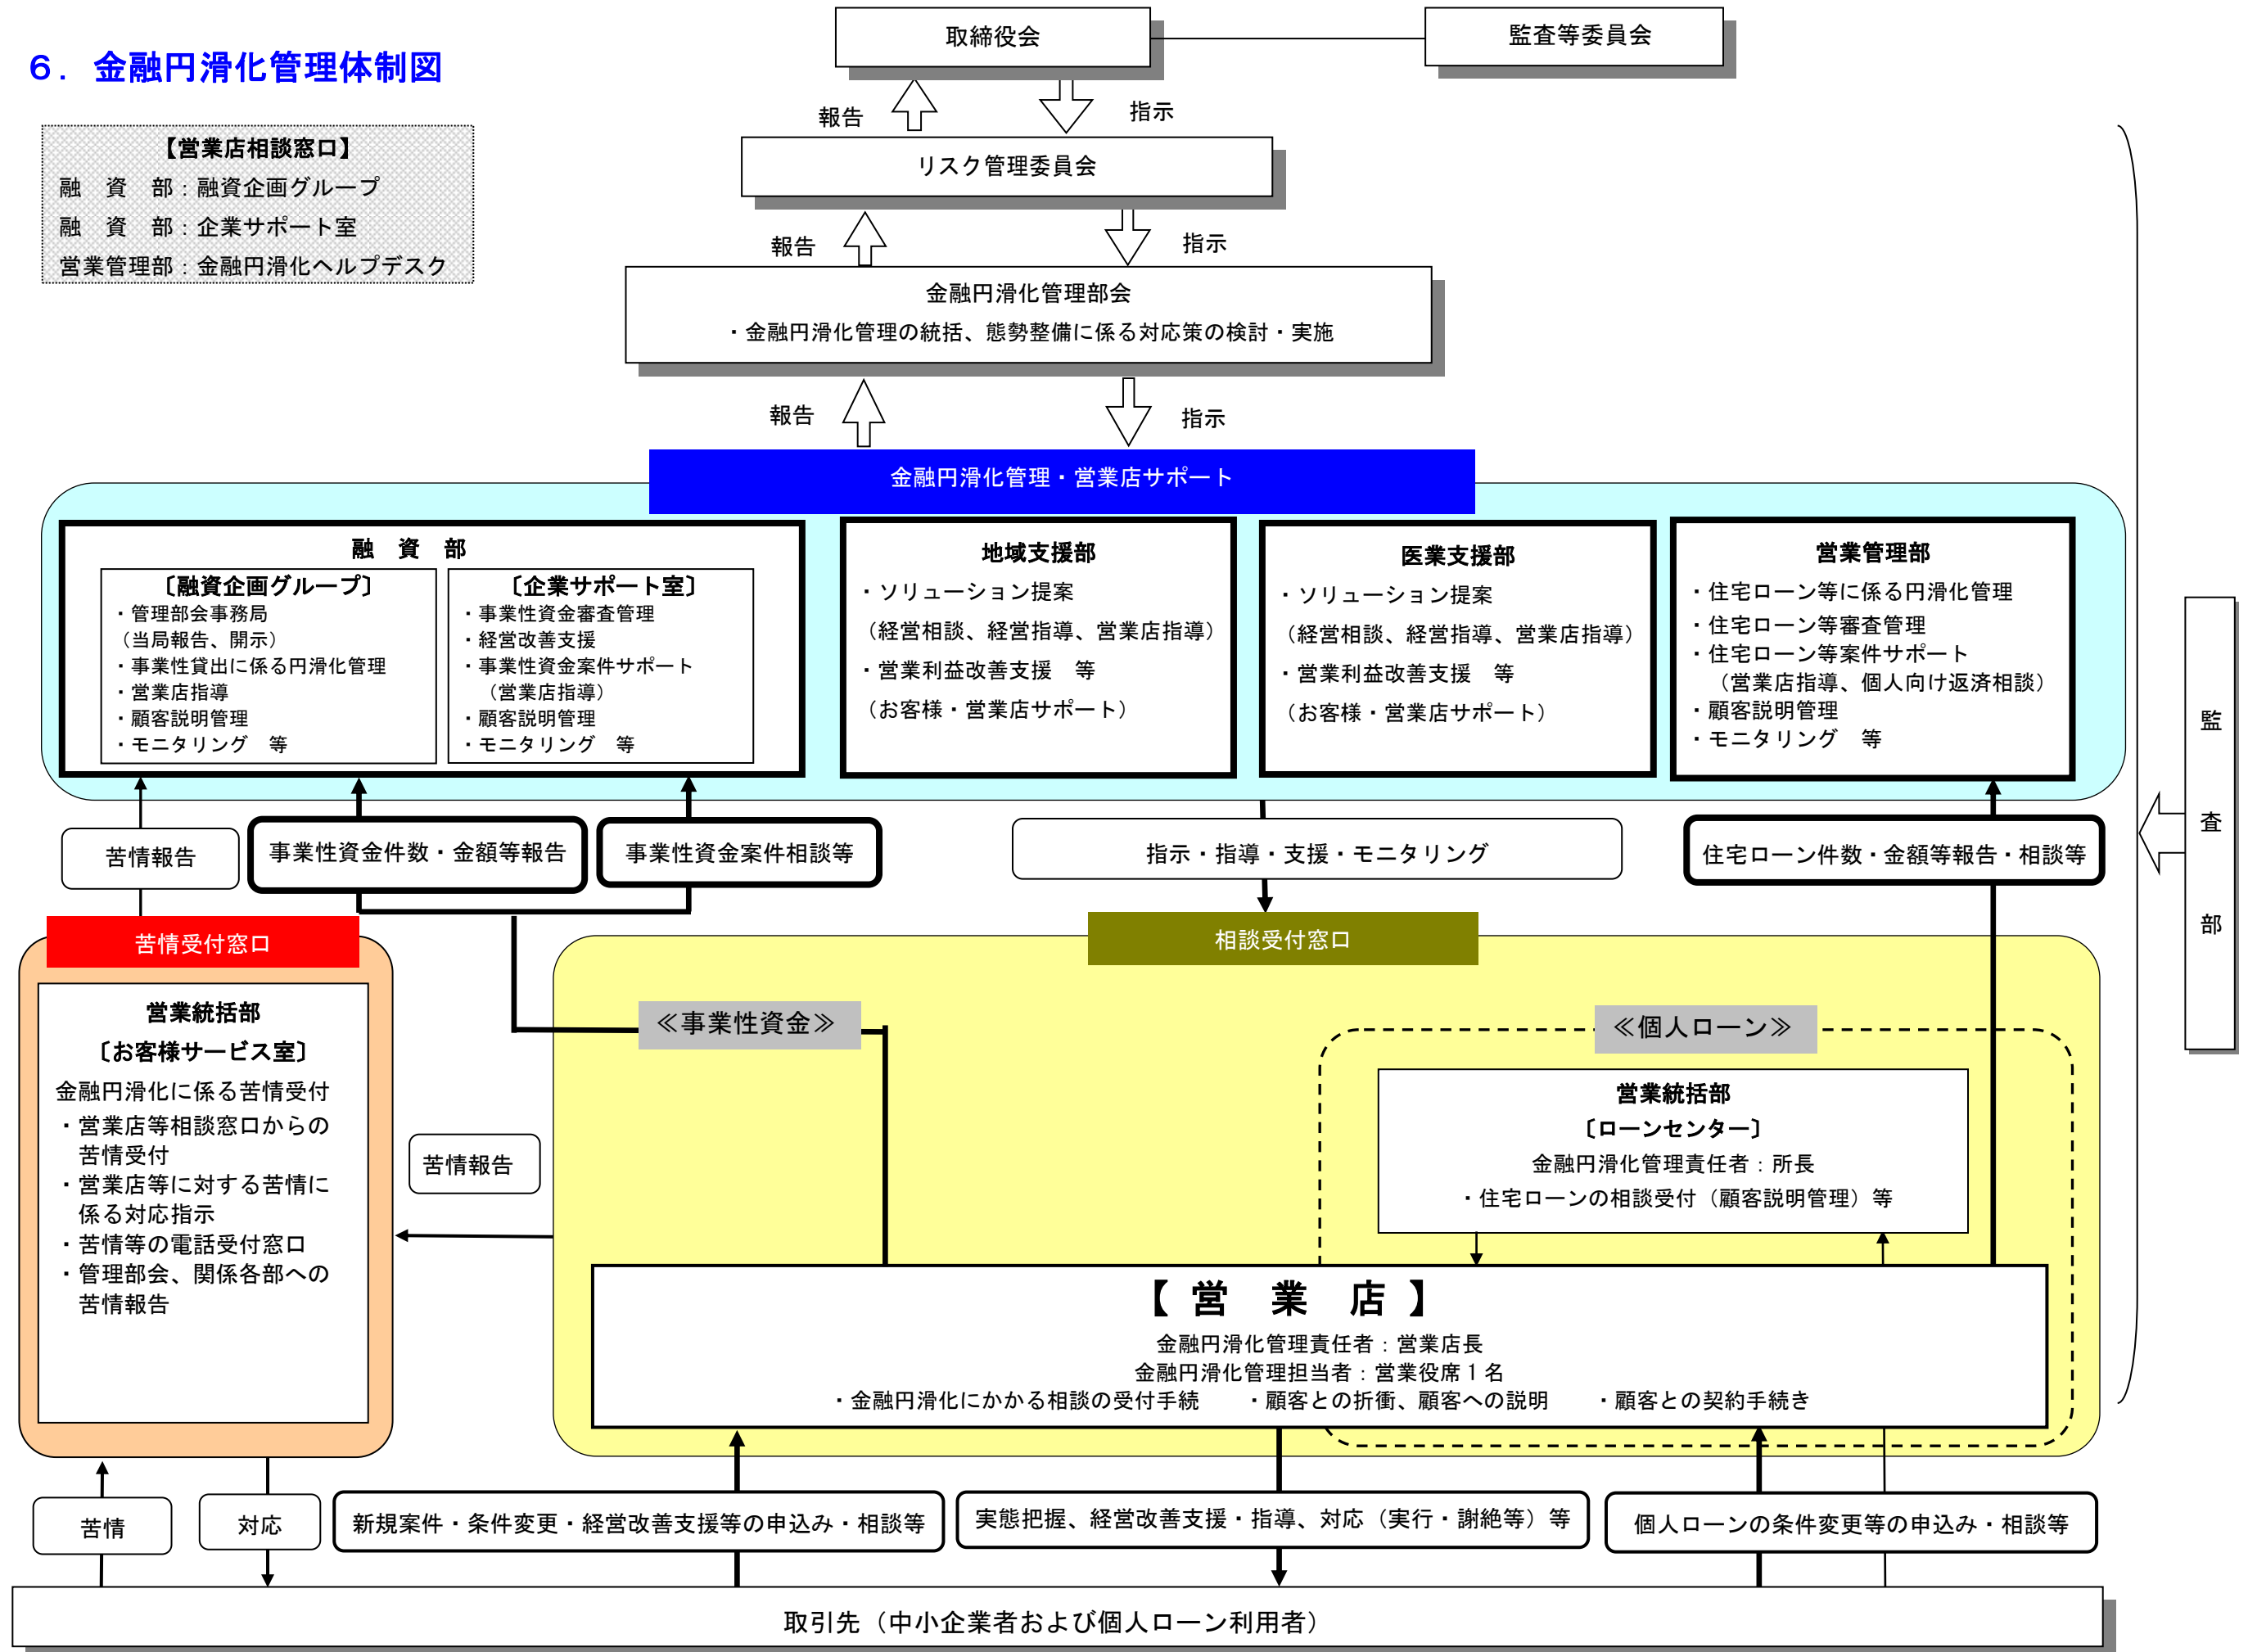 ６．金融円滑化管理体制図
取締役会
監査等委員会
報告
指示
【営業店相談窓口】
融　資　部：融資企画グループ
融　資　部：企業サポート室
営業管理部：金融円滑化ヘルプデスク
リスク管理委員会
報告
指示
金融円滑化管理部会
・金融円滑化管理の統括、態勢整備に係る対応策の検討・実施
報告
指示
金融円滑化管理・営業店サポート
融　資　部
〔融資企画グループ〕
・管理部会事務局
（当局報告、開示）
・事業性貸出に係る円滑化管理
・営業店指導
・顧客説明管理
・モニタリング　等
〔企業サポート室〕
・事業性資金審査管理
・経営改善支援
・事業性資金案件サポート
（営業店指導）
・顧客説明管理
・モニタリング　等
地域支援部
・ソリューション提案
（経営相談、経営指導、営業店指導）
・営業利益改善支援　等
（お客様・営業店サポート）
医業支援部
・ソリューション提案
（経営相談、経営指導、営業店指導）
・営業利益改善支援　等
（お客様・営業店サポート）
営業管理部
・住宅ローン等に係る円滑化管理
・住宅ローン等審査管理
・住宅ローン等案件サポート
（営業店指導、個人向け返済相談）
・顧客説明管理
・モニタリング　等
監査部
苦情報告
事業性資金件数・金額等報告
事業性資金案件相談等
指示・指導・支援・モニタリング
住宅ローン件数・金額等報告・相談等
苦情受付窓口
営業統括部
〔お客様サービス室〕
金融円滑化に係る苦情受付
・営業店等相談窓口からの
苦情受付
・営業店等に対する苦情に
係る対応指示
・苦情等の電話受付窓口
・管理部会、関係各部への
苦情報告
苦情報告
相談受付窓口
≪事業性資金≫
≪個人ローン≫
営業統括部
〔ローンセンター〕
金融円滑化管理責任者：所長
・住宅ローンの相談受付（顧客説明管理）等
【 営　業　店 】
金融円滑化管理責任者：営業店長
金融円滑化管理担当者：営業役席１名
・金融円滑化にかかる相談の受付手続　　・顧客との折衝、顧客への説明　　・顧客との契約手続き
苦情
対応
新規案件・条件変更・経営改善支援等の申込み・相談等
実態把握、経営改善支援・指導、対応（実行・謝絶等）等
個人ローンの条件変更等の申込み・相談等
取引先（中小企業者および個人ローン利用者）